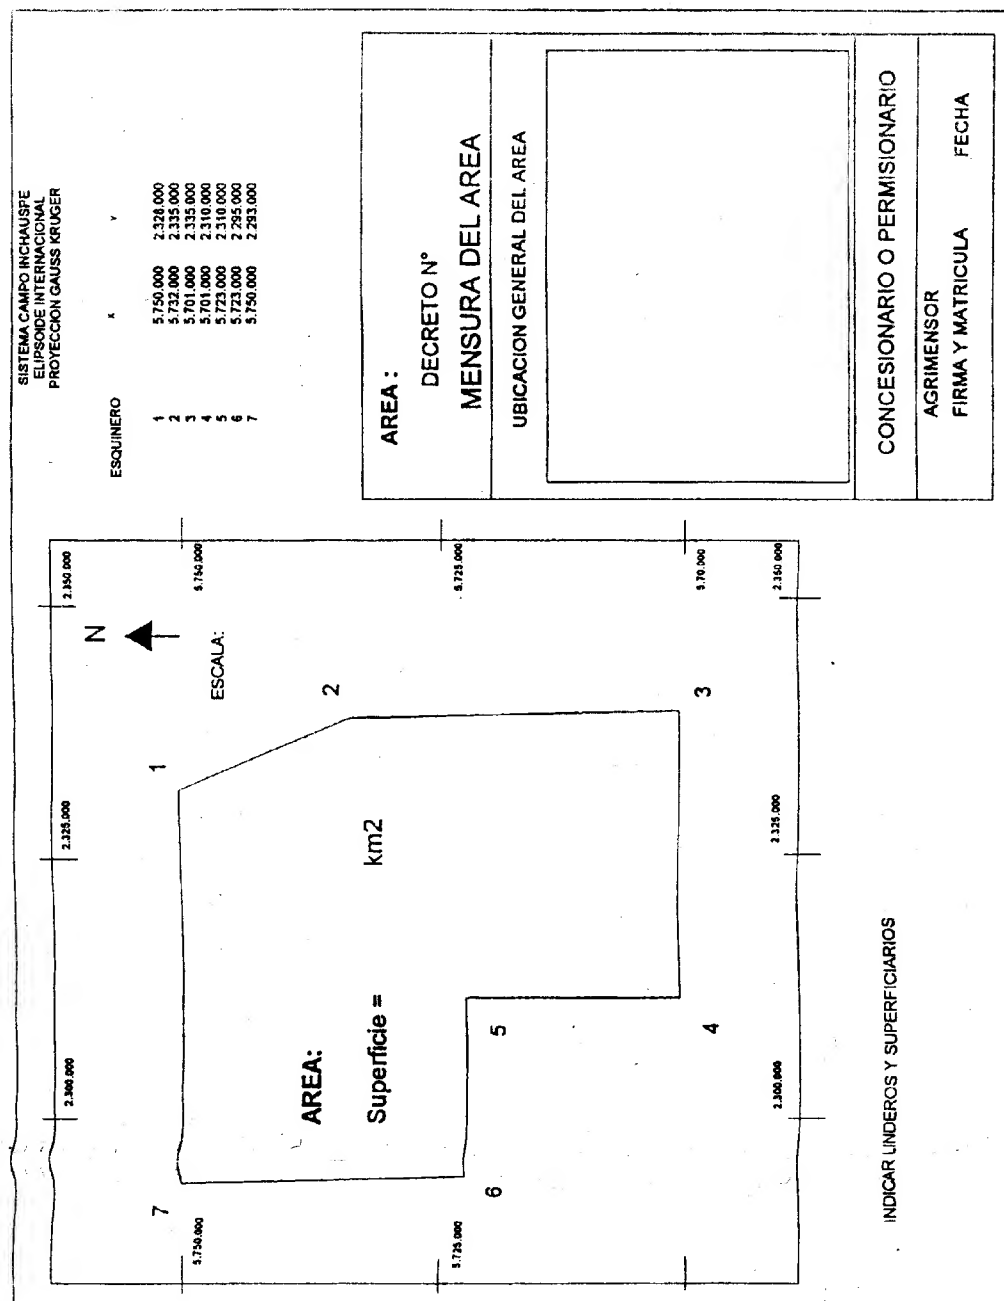 SISTEMA CAMPO INCHAUSPE
ELIPSOIDE INTERNACIONAL
PROYECCION GAUSS KRUGER
ESQUINERO X Y
1 5.750.000 2.328.000
2 5.732.000 2.335.000
3 5.701.000 2.335.000
4 5.701.000 2.310.000
5 5.723.000 2.310.000
6 5.723.000 2 295.000
7 5.750.000 2 293.000
AREA :
DECRETO N°
MENSURA DEL AREA
UBICACION GENERAL DEL AREA
CONCESIONARIO O PERMISIONARIO
AGRIMENSOR
FIRMA Y MATRICULA FECHA
2.300.000 2.325.000 2.350.000
N
7 1
5.750.000 5.750.000
ESCALA:
2
AREA:
Superficie = km2
5.725.000 5.725.000
6 5
4 3
5.70.000
2.300.000 2.325.000 2.350.000
INDICAR LINDEROS Y SUPERFICIARIOS